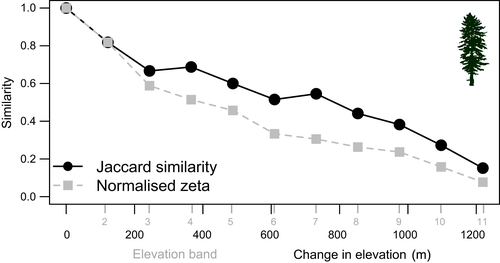 1.0
0.8
0.6
0.4
0.2
0.0
Similarity
Jaccard similarity
Normalised zeta
2 3 4 5 6 7 8 9 10 11
0 200 400 600 800 1000 1200
Elevation band Change in elevation (m)